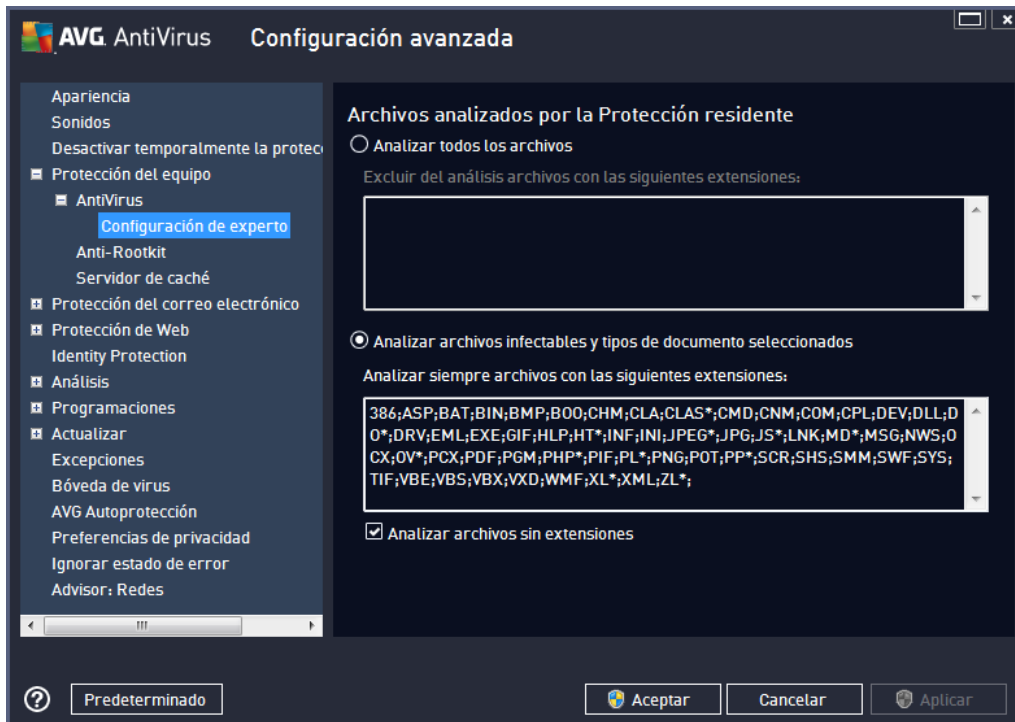 AVG AntiVirus Configuración avanzada
Apariencia
Sonidos
Desactivar temporalmente la protec
Protección del equipo
AntiVirus
Configuración de experto
Anti-Rootkit
Servidor de caché
Protección del correo electrónico
Protección de Web
Identity Protection
Análisis
Programaciones
Actualizar
Excepciones
Bóveda de virus
AVG Autoprotección
Preferencias de privacidad
Ignorar estado de error
Advisor: Redes
Archivos analizados por la Protección residente
Analizar todos los archivos
Excluir del análisis archivos con las siguientes extensiones:
Analizar archivos infectables y tipos de documento seleccionados
Analizar siempre archivos con las siguientes extensiones:
386;ASP;BAT;BIN;BMP;BOO;CHM;CLA;CLAS*;CMD;CNM;COM;CPL;DEV;DLL;D
O*;DRV;EML;EXE;GIF;HLP;HT*;INF;INI;JPEG*;JPG;JS*;LNK;MD*;MSG;NWS;O
CX;OV*;PCX;PDF;PGM;PHP*;PIF;PL*;PNG;POT;PP*;SCR;SHS;SMM;SWF;SYS;
TIF;VBE;VBS;VBX;VXD;WMF;XL*;XML;ZL*;
Analizar archivos sin extensiones
Predeterminado
Aceptar
Cancelar
Aplicar